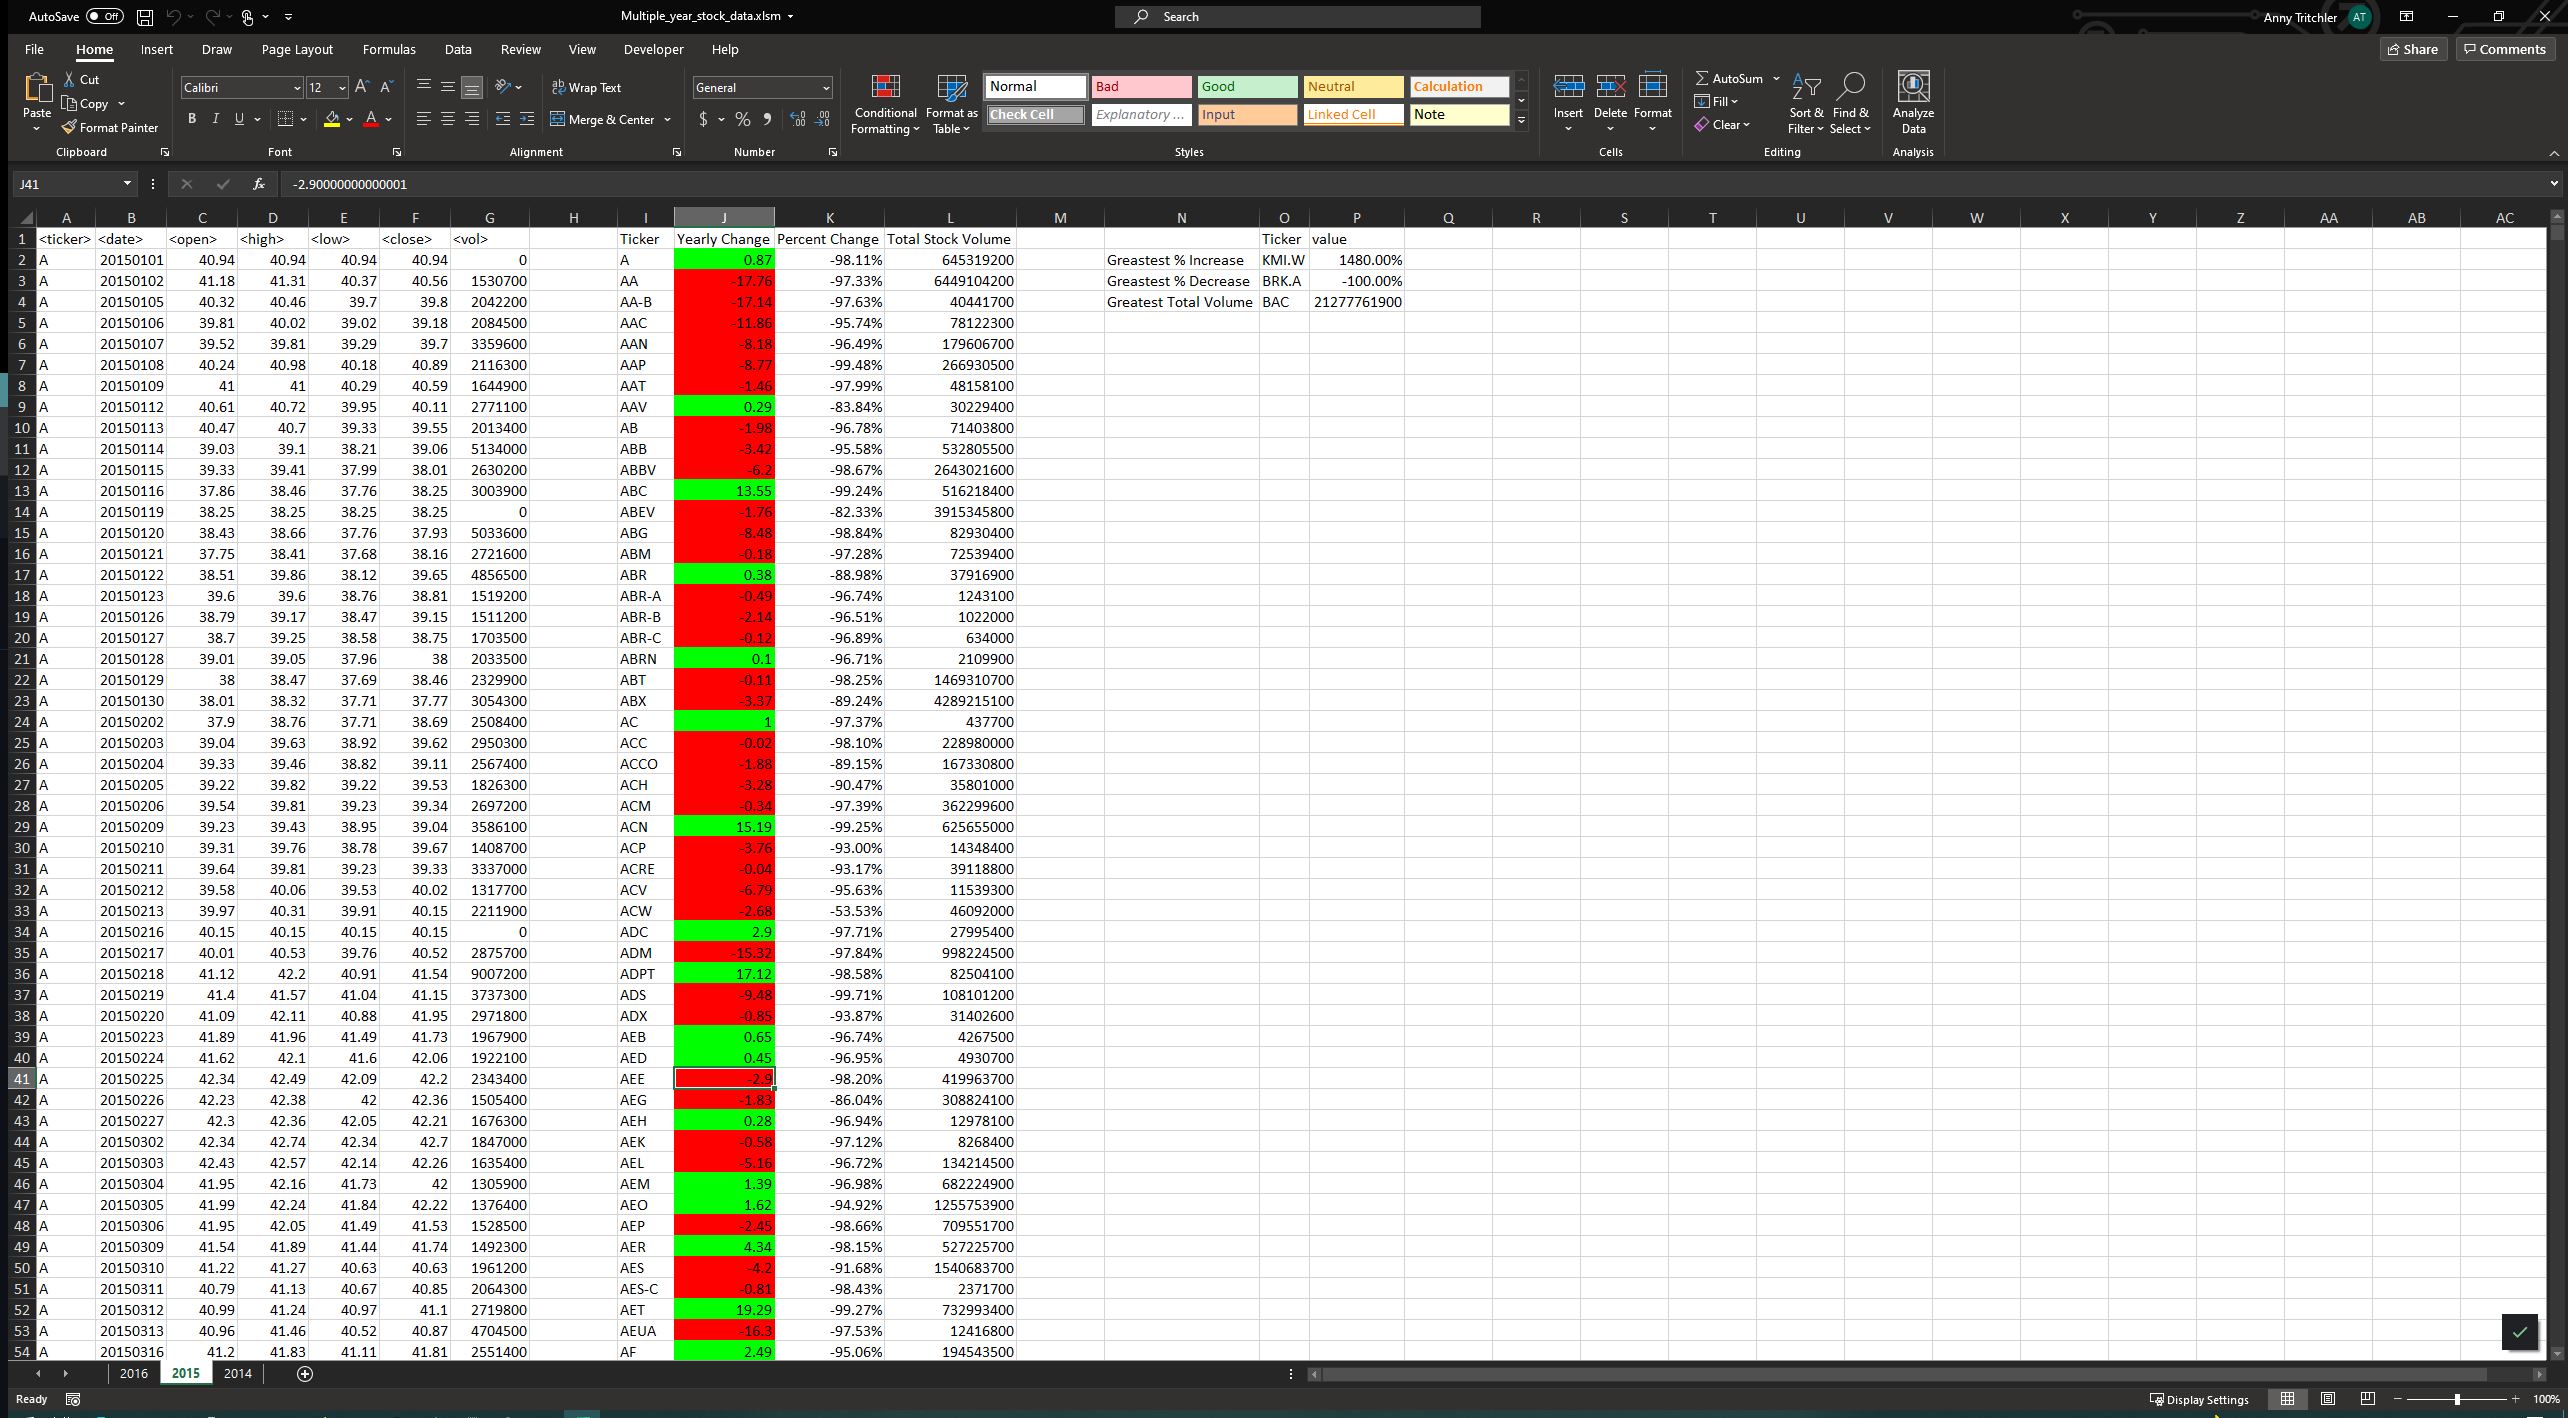 AutoSave Off Multiple_year_stock_data.xlsm Search Anny Tritchler AT
File Home Insert Draw Page Layout Formulas Data Review View Developer Help Share Comments
Paste Cut Copy Format Painter Clipboard
Calibri 12 A A B I U A Font
ab Wrap Text Merge & Center Alignment
General $ % Number
Conditional Formatting Format as Table
Normal Bad Good Neutral Calculation
Check Cell Explanatory ... Input Linked Cell Note
Styles
Insert Delete Format Cells
AutoSum Fill Clear Sort & Filter Find & Select Editing
Analyze Data Analysis
J41 fx -2.90000000000001
A B C D E F G H I J K L M N O P Q R S T U V W X Y Z AA AB AC
1 <ticker> <date> <open> <high> <low> <close> <vol> Ticker Yearly Change Percent Change Total Stock Volume Ticker value
2 A 20150101 40.94 40.94 40.94 40.94 0 A 0.87 -98.11% 645319200 Greastest % Increase KMI.W 1480.00%
3 A 20150102 41.18 41.31 40.37 40.56 1530700 AA -17.76 -97.33% 6449104200 Greastest % Decrease BRK.A -100.00%
4 A 20150105 40.32 40.46 39.7 39.8 2042200 AA-B -17.14 -97.63% 40441700 Greatest Total Volume BAC 21277761900
5 A 20150106 39.81 40.02 39.02 39.18 2084500 AAC -11.86 -95.74% 78122300
6 A 20150107 39.52 39.81 39.29 39.7 3359600 AAN -8.18 -96.49% 179606700
7 A 20150108 40.24 40.98 40.18 40.89 2116300 AAP -8.77 -99.48% 266930500
8 A 20150109 41 41 40.29 40.59 1644900 AAT -1.46 -97.99% 48158100
9 A 20150112 40.61 40.72 39.95 40.11 2771100 AAV 0.29 -83.84% 30229400
10 A 20150113 40.47 40.7 39.33 39.55 2013400 AB -1.98 -96.78% 71403800
11 A 20150114 39.03 39.1 38.21 39.06 5134000 ABB -3.42 -95.58% 532805500
12 A 20150115 39.33 39.41 37.99 38.01 2630200 ABBV -6.2 -98.67% 2643021600
13 A 20150116 37.86 38.46 37.76 38.25 3003900 ABC 13.55 -99.24% 516218400
14 A 20150119 38.25 38.25 38.25 38.25 0 ABEV -1.76 -82.33% 3915345800
15 A 20150120 38.43 38.66 37.76 37.93 5033600 ABG -8.48 -98.84% 82930400
16 A 20150121 37.75 38.41 37.68 38.16 2721600 ABM -0.18 -97.28% 72539400
17 A 20150122 38.51 39.86 38.12 39.65 4856500 ABR 0.38 -88.98% 37916900
18 A 20150123 39.6 39.6 38.76 38.81 1519200 ABR-A -0.49 -96.74% 1243100
19 A 20150126 38.79 39.17 38.47 39.15 1511200 ABR-B -2.14 -96.51% 1022000
20 A 20150127 38.7 39.25 38.58 38.75 1703500 ABR-C -0.12 -96.89% 634000
21 A 20150128 39.01 39.05 37.96 38 2033500 ABRN 0.1 -96.71% 2109900
22 A 20150129 38 38.47 37.69 38.46 2329900 ABT -0.11 -98.25% 1469310700
23 A 20150130 38.01 38.32 37.71 37.77 3054300 ABX -3.37 -89.24% 4289215100
24 A 20150202 37.9 38.76 37.71 38.69 2508400 AC 1 -97.37% 437700
25 A 20150203 39.04 39.63 38.92 39.62 2950300 ACC -0.02 -98.10% 228980000
26 A 20150204 39.33 39.46 38.82 39.11 2567400 ACCO -1.88 -89.15% 167330800
27 A 20150205 39.22 39.82 39.22 39.53 1826300 ACH -3.28 -90.47% 35801000
28 A 20150206 39.54 39.81 39.23 39.34 2697200 ACM -0.34 -97.39% 362299600
29 A 20150209 39.23 39.43 38.95 39.04 3586100 ACN 15.19 -99.25% 625655000
30 A 20150210 39.31 39.76 38.78 39.67 1408700 ACP -3.76 -93.00% 14348400
31 A 20150211 39.64 39.81 39.23 39.33 3337000 ACRE -0.04 -93.17% 39118800
32 A 20150212 39.58 40.06 39.53 40.02 1317700 ACV -6.79 -95.63% 11539300
33 A 20150213 39.97 40.31 39.91 40.15 2211900 ACW -2.68 -53.53% 46092000
34 A 20150216 40.15 40.15 40.15 40.15 0 ADC 2.9 -97.71% 27995400
35 A 20150217 40.01 40.53 39.76 40.52 2875700 ADM -15.32 -97.84% 998224500
36 A 20150218 41.12 42.2 40.91 41.54 9007200 ADPT 17.12 -98.58% 82504100
37 A 20150219 41.4 41.57 41.04 41.15 3737300 ADS -9.48 -99.71% 108101200
38 A 20150220 41.09 42.11 40.88 41.95 2971800 ADX -0.85 -93.87% 31402600
39 A 20150223 41.89 41.96 41.49 41.73 1967900 AEB 0.65 -96.74% 4267500
40 A 20150224 41.62 42.1 41.6 42.06 1922100 AED 0.45 -96.95% 4930700
41 A 20150225 42.34 42.49 42.09 42.2 2343400 AEE -2.9 -98.20% 419963700
42 A 20150226 42.23 42.38 42 42.36 1505400 AEG -1.83 -86.04% 308824100
43 A 20150227 42.3 42.36 42.05 42.21 1676300 AEH 0.28 -96.94% 12978100
44 A 20150302 42.34 42.74 42.34 42.7 1847000 AEK -0.58 -97.12% 8268400
45 A 20150303 42.43 42.57 42.14 42.26 1635400 AEL -5.16 -96.72% 134214500
46 A 20150304 41.95 42.16 41.73 42 1305900 AEM 1.39 -96.98% 682224900
47 A 20150305 41.99 42.24 41.84 42.22 1376400 AEO 1.62 -94.92% 1255753900
48 A 20150306 41.95 42.05 41.49 41.53 1528500 AEP -2.45 -98.66% 709551700
49 A 20150309 41.54 41.89 41.44 41.74 1492300 AER 4.34 -98.15% 527225700
50 A 20150310 41.22 41.27 40.63 40.63 1961200 AES -4.2 -91.68% 1540683700
51 A 20150311 40.79 41.13 40.67 40.85 2064300 AES-C -0.81 -98.43% 2371700
52 A 20150312 40.99 41.24 40.97 41.1 2719800 AET 19.29 -99.27% 732993400
53 A 20150313 40.96 41.46 40.52 40.87 4704500 AEUA -16.3 -97.53% 12416800
54 A 20150316 41.2 41.83 41.11 41.81 2551400 AF 2.49 -95.06% 194543500
2016 2015 2014
Ready Display Settings 100%